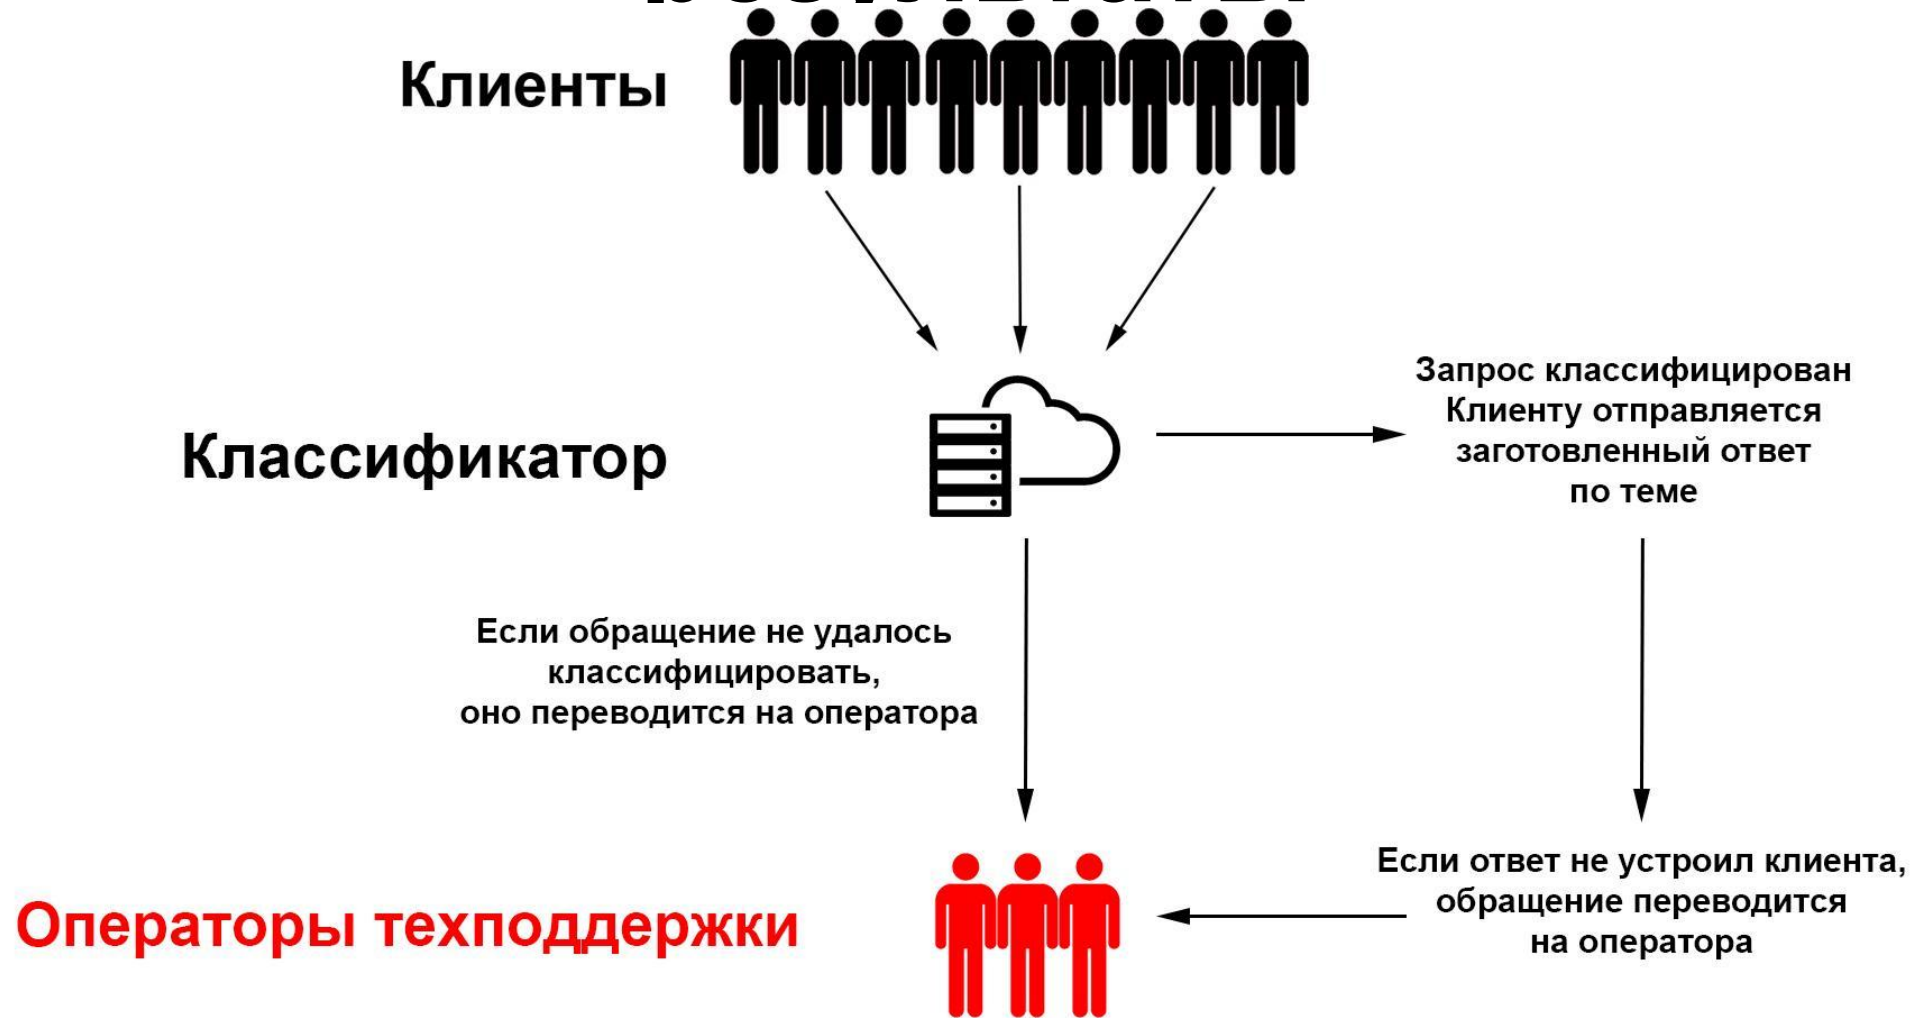 Клиенты
Запрос классифицирован
Клиенту отправляется
заготовленный ответ
по теме
Классификатор
Если обращение не удалось
классифицировать,
оно переводится на оператора
Если ответ не устроил клиента,
обращение переводится
на оператора
Операторы техподдержки